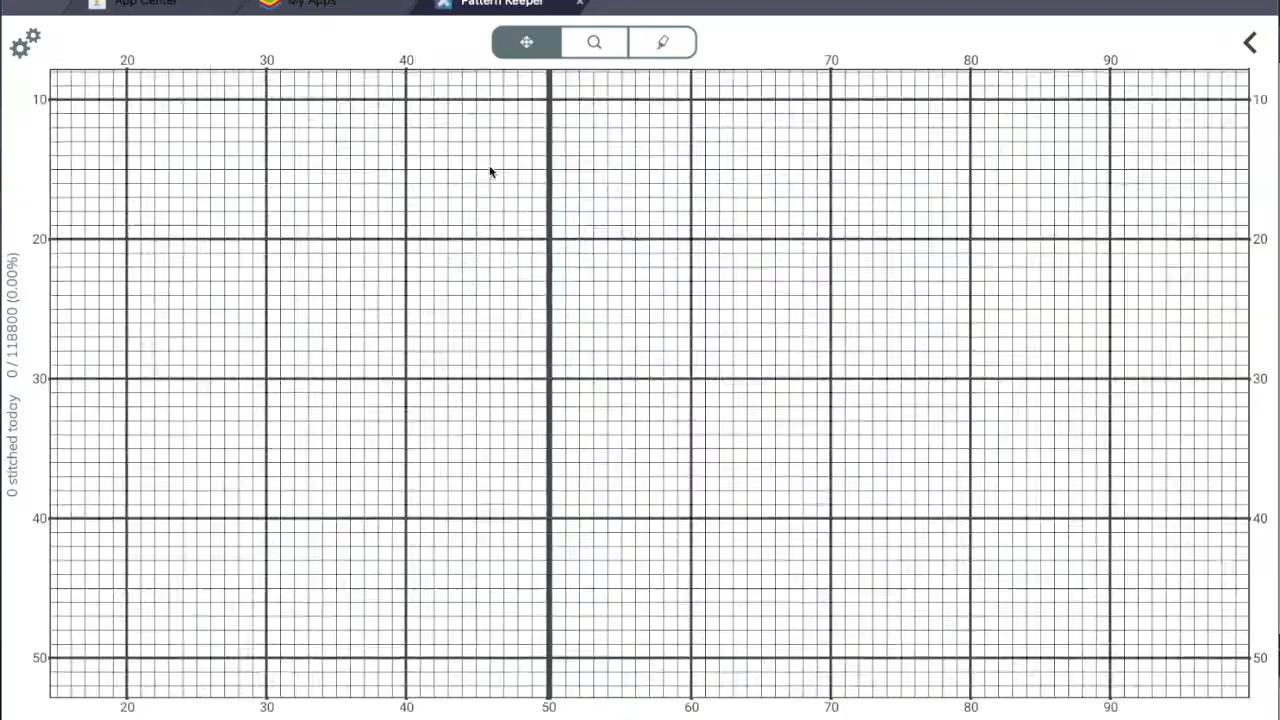 App Center
My Apps
Pattern Keeper
×
20 30 40 70 80 90
10 10
20 20
30 30
40 40
50 50
20 30 40 50 60 70 80 90
0 stitched today 0 / 118800 (0.00%)